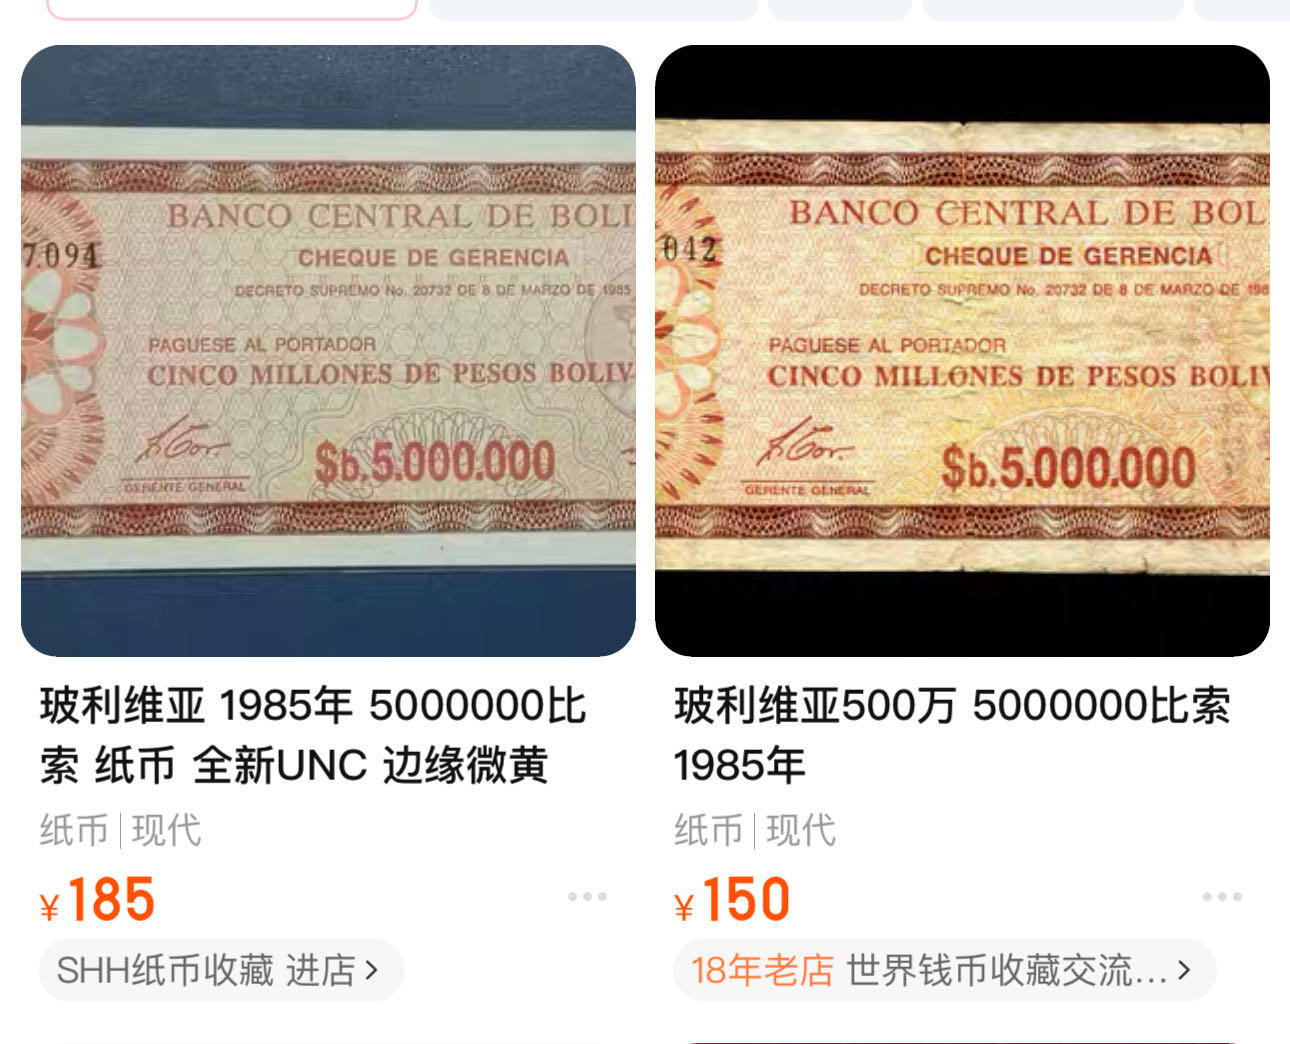 BANCO CENTRAL DE BOLI
CHEQUE DE GERENCIA
7.094
DECRETO SUPREMO No. 20732 DE 8 DE MARZO DE 1985
PAGUESE AL PORTADOR
CINCO MILLONES DE PESOS BOLIV
$b.5.000.000
GERENTE GENERAL
BANCO CENTRAL DE BOL
CHEQUE DE GERENCIA
042
DECRETO SUPREMO No. 20732 DE 8 DE MARZO DE 198
PAGUESE AL PORTADOR
CINCO MILLONES DE PESOS BOLIV
$b.5.000.000
GERENTE GENERAL
玻利维亚 1985年 5000000比
索 纸币 全新UNC 边缘微黄
纸币|现代
¥185
SHH纸币收藏 进店>
玻利维亚500万 5000000比索
1985年
纸币|现代
¥150
18年老店 世界钱币收藏交流...>